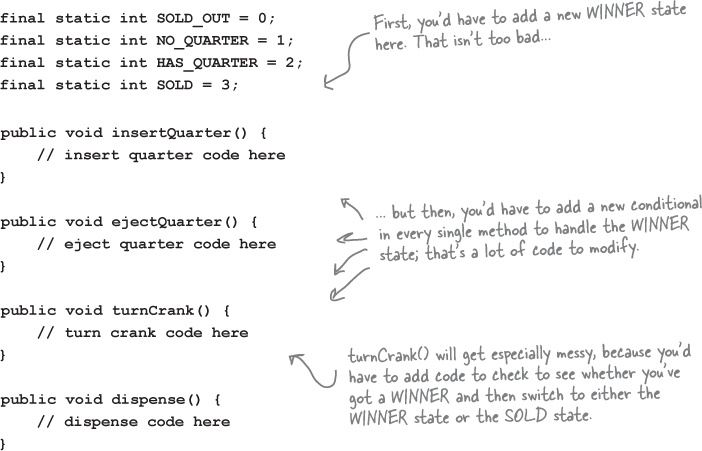 final static int SOLD_OUT = 0;
final static int NO_QUARTER = 1;
final static int HAS_QUARTER = 2;
final static int SOLD = 3;
First, you'd have to add a new WINNER state
here. That isn't too bad...
public void insertQuarter() {
// insert quarter code here
}
public void ejectQuarter() {
// eject quarter code here
}
... but then, you'd have to add a new conditional
in every single method to handle the WINNER
state; that's a lot of code to modify.
public void turnCrank() {
// turn crank code here
}
turnCrank() will get especially messy, because you'd
have to add code to check to see whether you've
got a WINNER and then switch to either the
WINNER state or the SOLD state.
public void dispense() {
// dispense code here
}